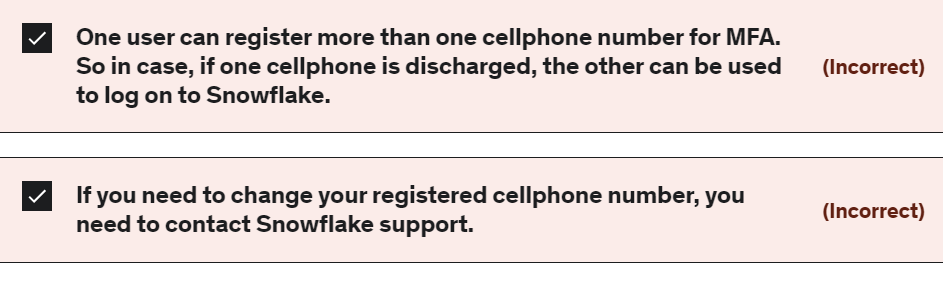 One user can register more than one cellphone number for MFA.
So in case, if one cellphone is discharged, the other can be used
to log on to Snowflake.
(Incorrect)
If you need to change your registered cellphone number, you
need to contact Snowflake support.
(Incorrect)